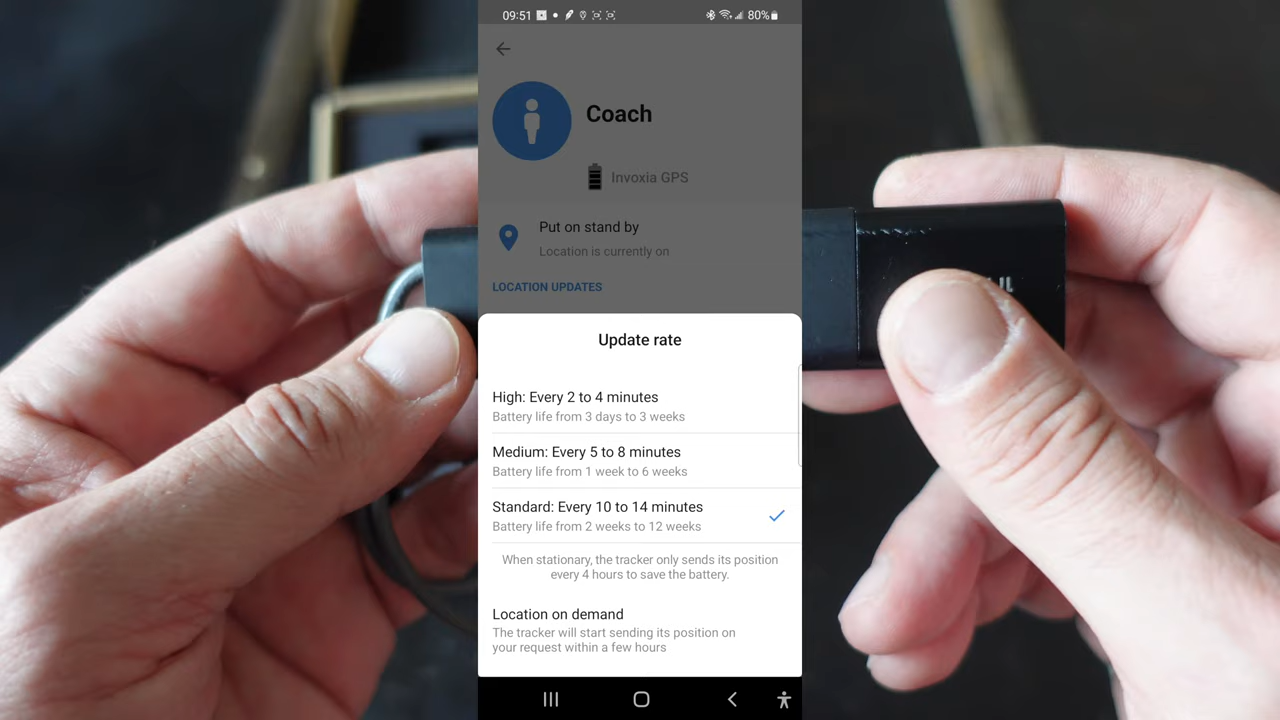 09:51
80%
Coach
Invoxia GPS
Put on stand by
Location is currently on
LOCATION UPDATES
Update rate
High: Every 2 to 4 minutes
Battery life from 3 days to 3 weeks
Medium: Every 5 to 8 minutes
Battery life from 1 week to 6 weeks
Standard: Every 10 to 14 minutes
Battery life from 2 weeks to 12 weeks
When stationary, the tracker only sends its position
every 4 hours to save the battery.
Location on demand
The tracker will start sending its position on
your request within a few hours